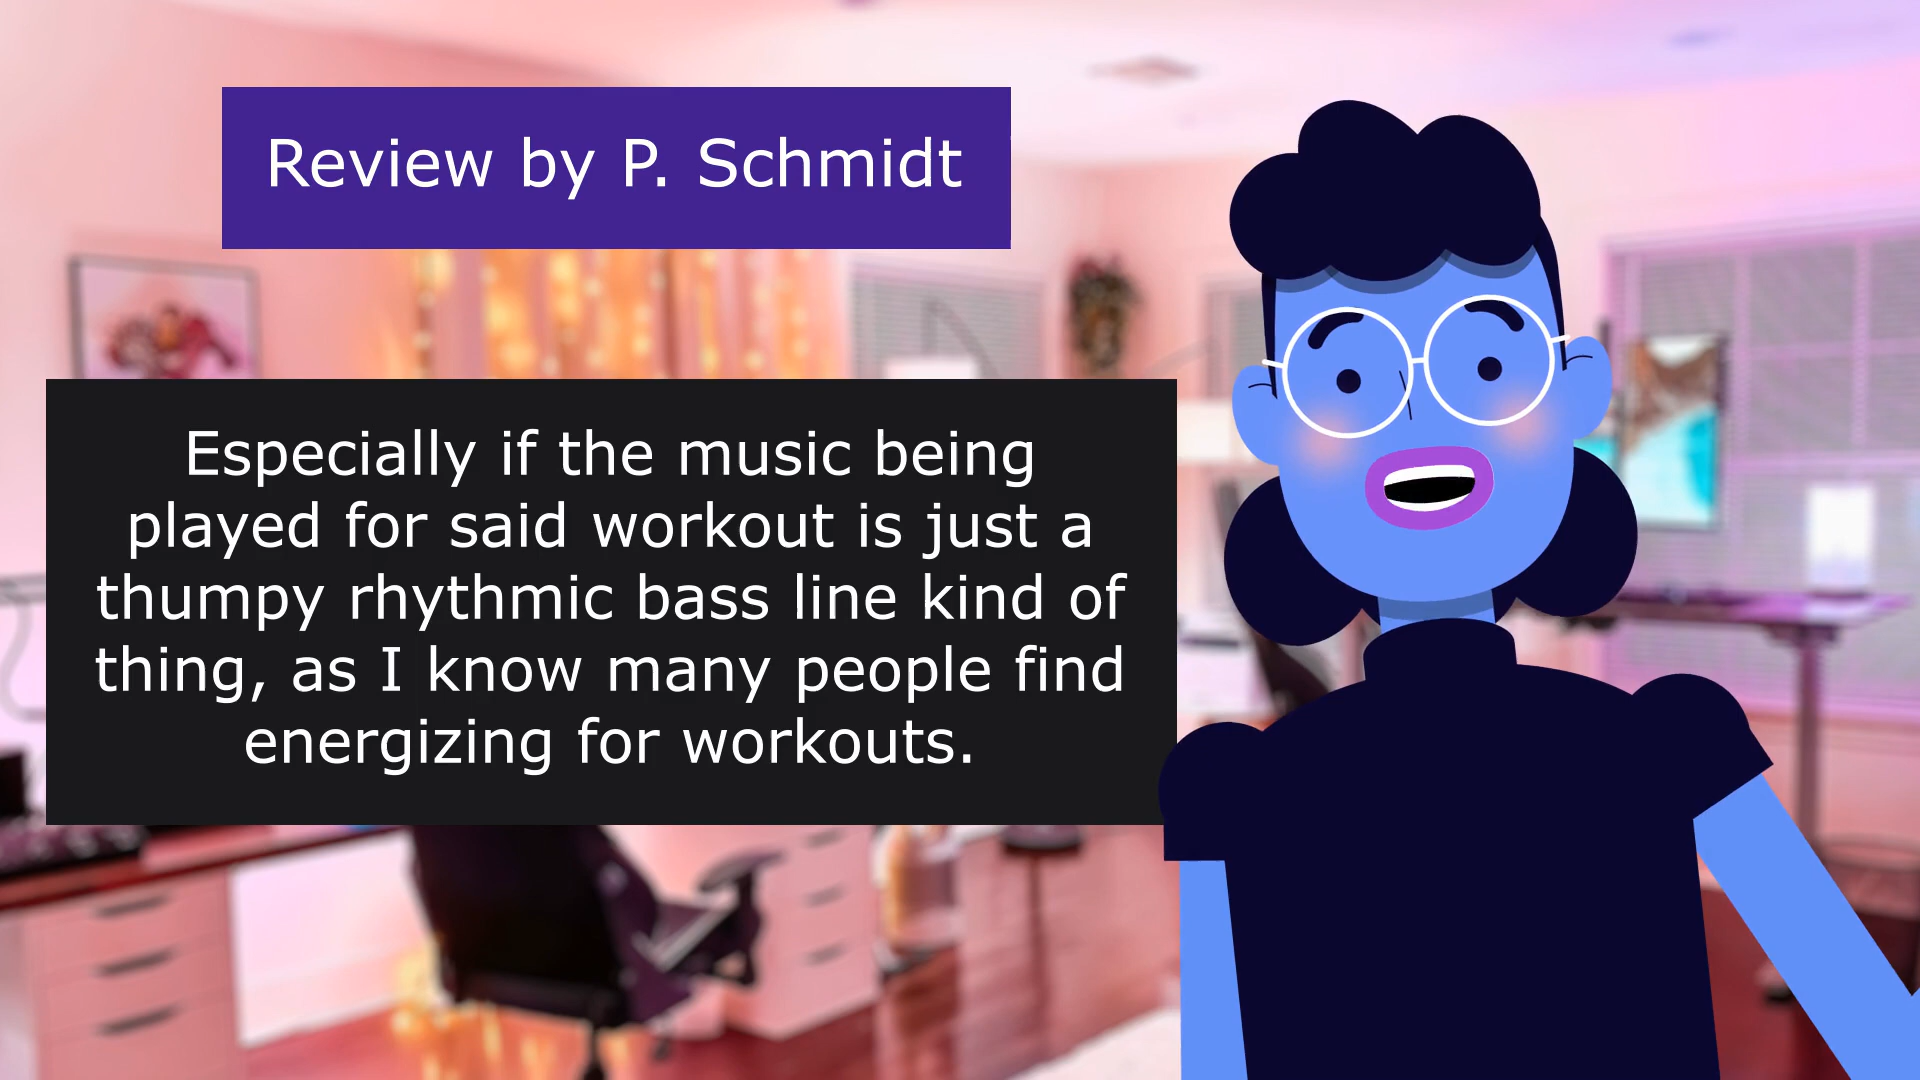 Review by P. Schmidt
Especially if the music being
played for said workout is just a
thumpy rhythmic bass line kind of
thing, as I know many people find
energizing for workouts.